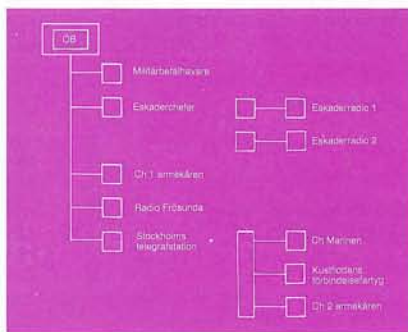 ÖB
Militärbefälhavare
Eskaderchefer
Eskaderradio 1
Eskaderradio 2
Ch 1 armékåren
Radio Frösunda
Stockholms
telegrafstation
Ch Marinen
Kustflottans
förbindelsefartyg
Ch 2 armékåren